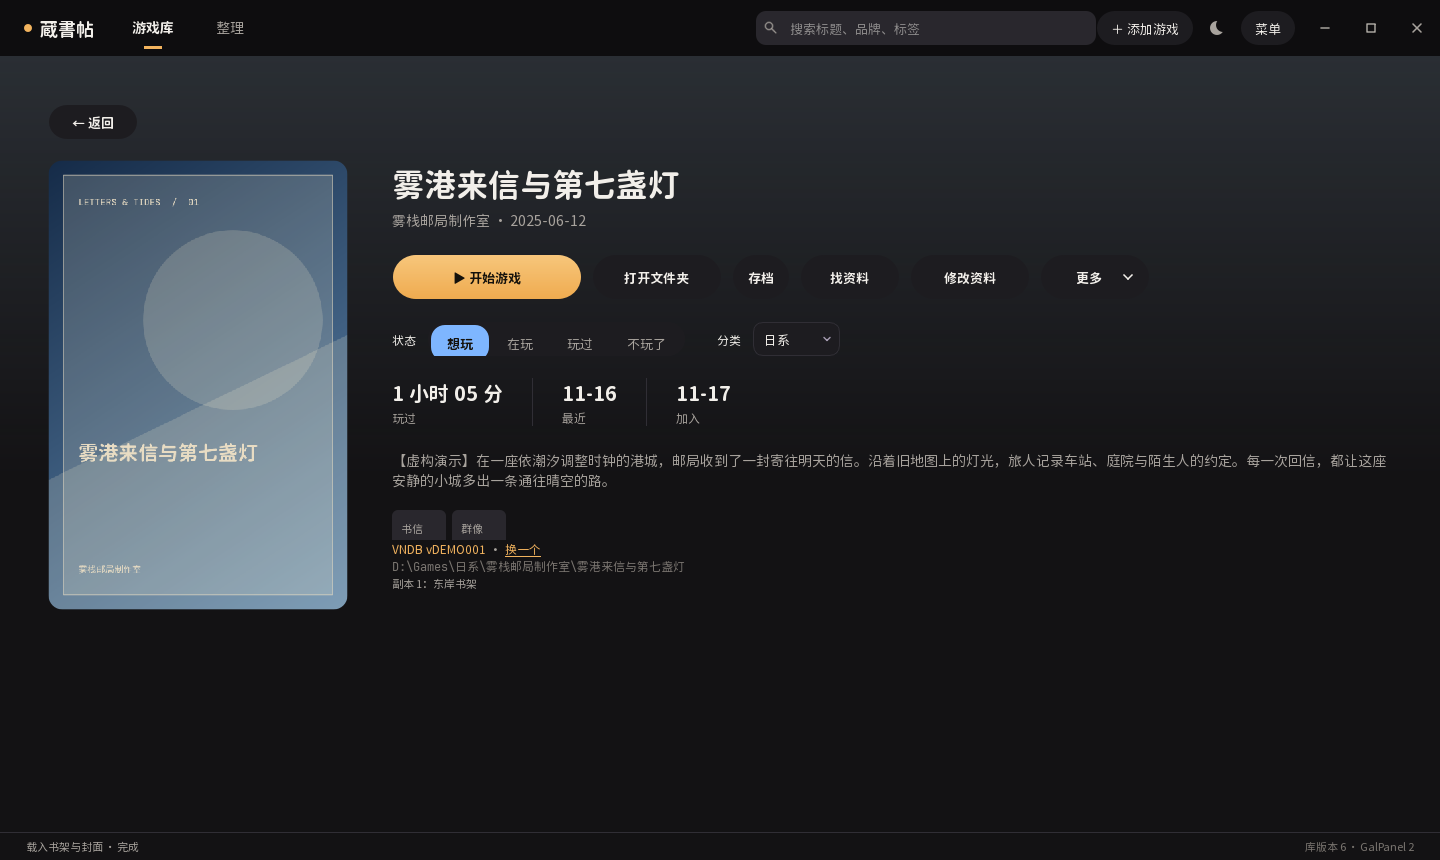 蔵書帖
游戏库
整理
搜索标题、品牌、标签
+ 添加游戏
菜单
← 返回
LETTERS & TIDES / 01
雾港来信与第七盏灯
雾栈邮局制作室
雾港来信与第七盏灯
雾栈邮局制作室 · 2025-06-12
▶ 开始游戏
打开文件夹
存档
找资料
修改资料
更多
状态
想玩
在玩
玩过
不玩了
分类
日系
1 小时 05 分
玩过
11-16
最近
11-17
加入
【虚构演示】在一座依潮汐调整时钟的港城，邮局收到了一封寄往明天的信。沿着旧地图上的灯光，旅人记录车站、庭院与陌生人的约定。每一次回信，都让这座
安静的小城多出一条通往晴空的路。
书信
群像
VNDB vDEMO001 · 换一个
D:\Games\日系\雾栈邮局制作室\雾港来信与第七盏灯
副本 1：东岸书架
载入书架与封面 · 完成
库版本 6 · GalPanel 2